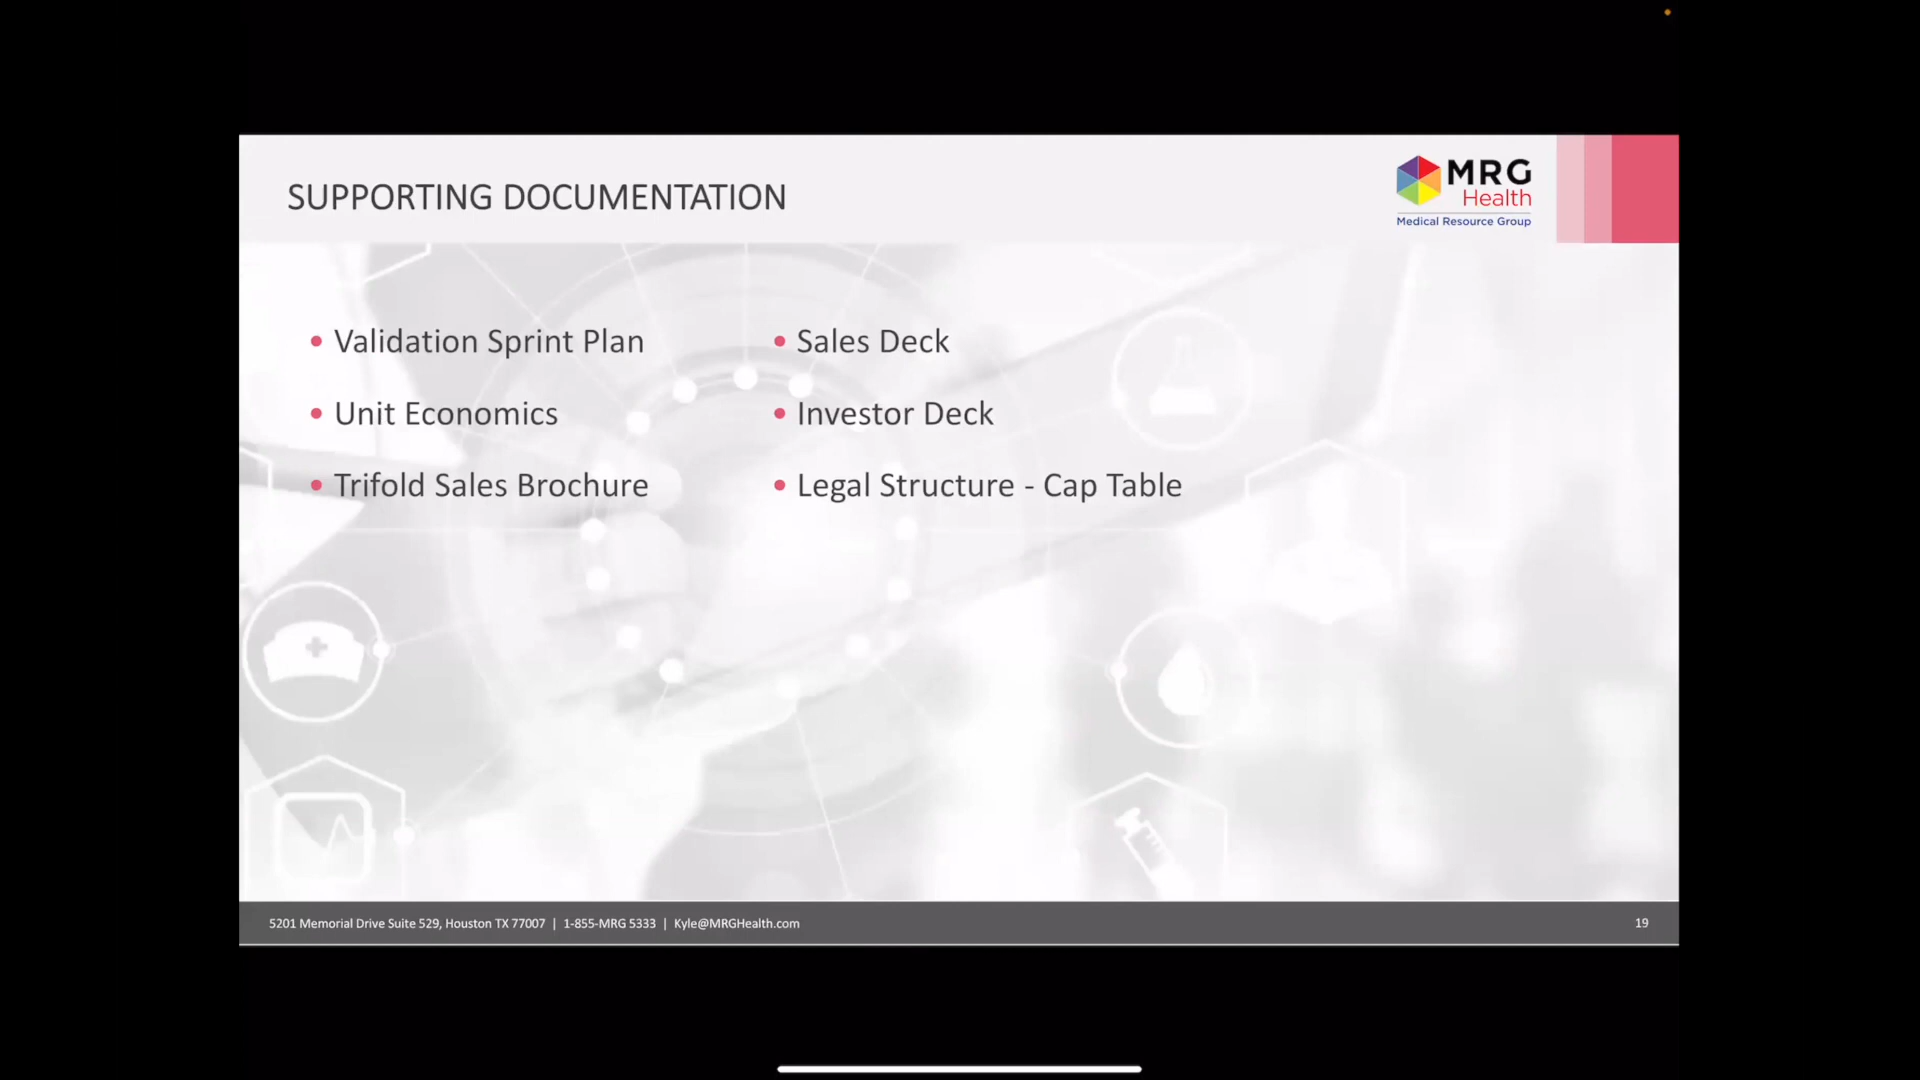 SUPPORTING DOCUMENTATION
MRG
Health
Medical Resource Group
• Validation Sprint Plan
• Unit Economics
• Trifold Sales Brochure
• Sales Deck
• Investor Deck
• Legal Structure - Cap Table
5201 Memorial Drive Suite 529, Houston TX 77007 | 1-855-MRG 5333 | Kyle@MRGHealth.com
19